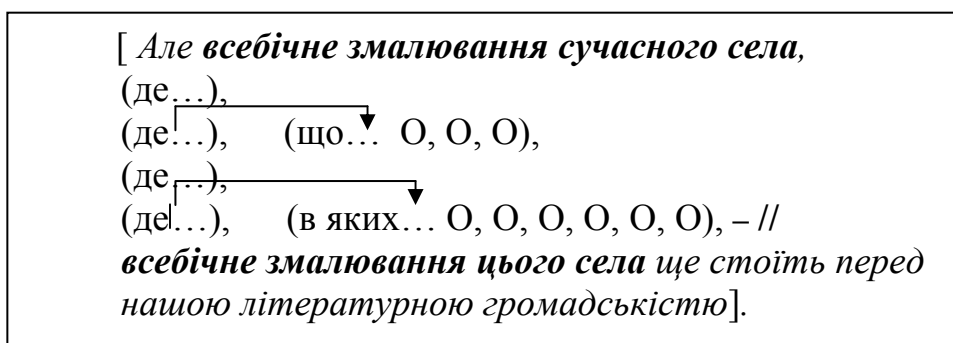 [ Але всебічне змалювання сучасного села,
(де…),
(де…), (що… О, О, О),
(де…),
(де…), (в яких… О, О, О, О, О, О), – //
всебічне змалювання цього села ще стоїть перед
нашою літературною громадськістю].